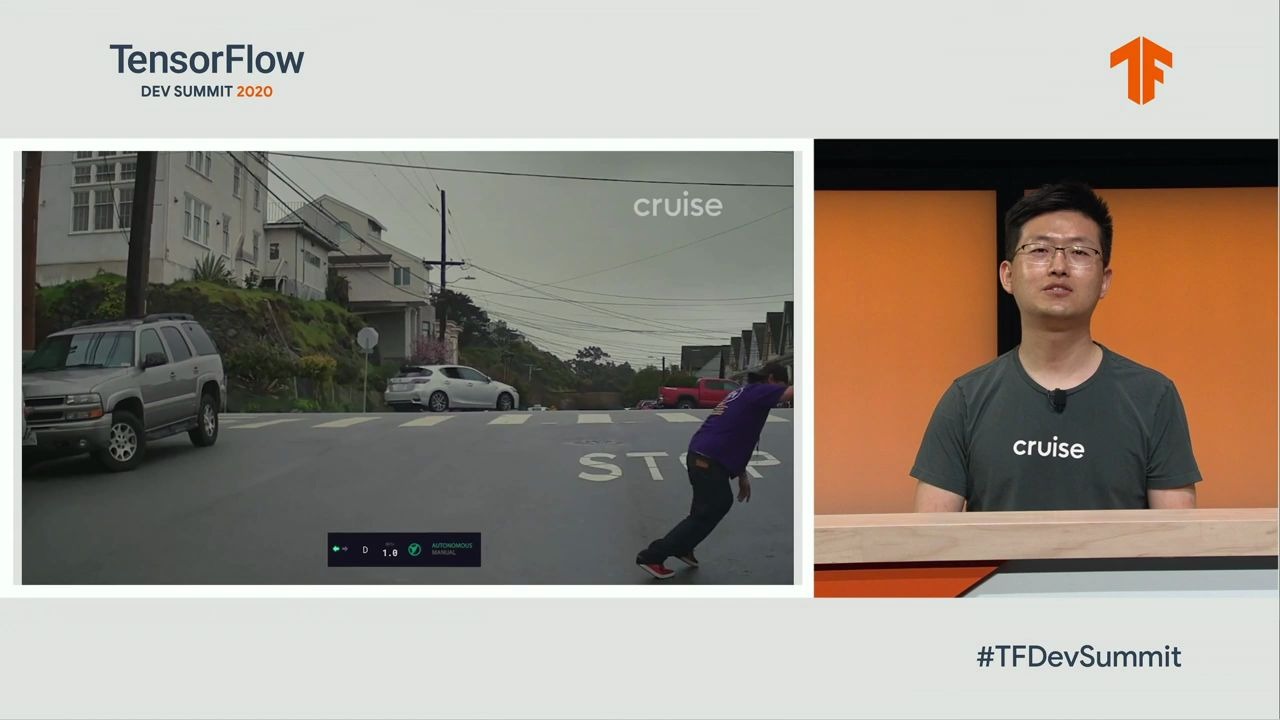 TensorFlow
DEV SUMMIT 2020
cruise
STOP
D
1.0
AUTONOMOUS
MANUAL
cruise
#TFDevSummit